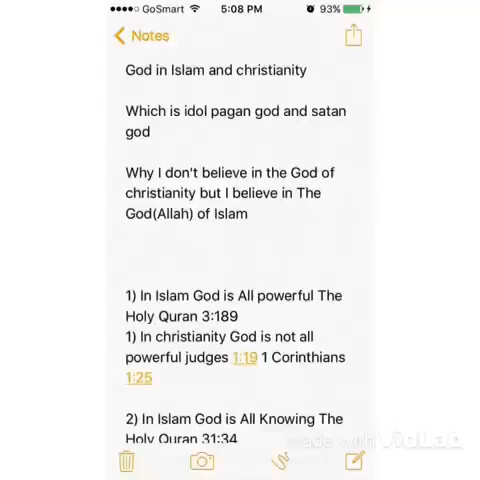 GoSmart 5:08 PM 93%
Notes
God in Islam and christianity
Which is idol pagan god and satan
god
Why I don't believe in the God of
christianity but I believe in The
God(Allah) of Islam
1) In Islam God is All powerful The
Holy Quran 3:189
1) In christianity God is not all
powerful judges 1:19 1 Corinthians
1:25
2) In Islam God is All Knowing The
Holy Quran 31:34
made with VidLab